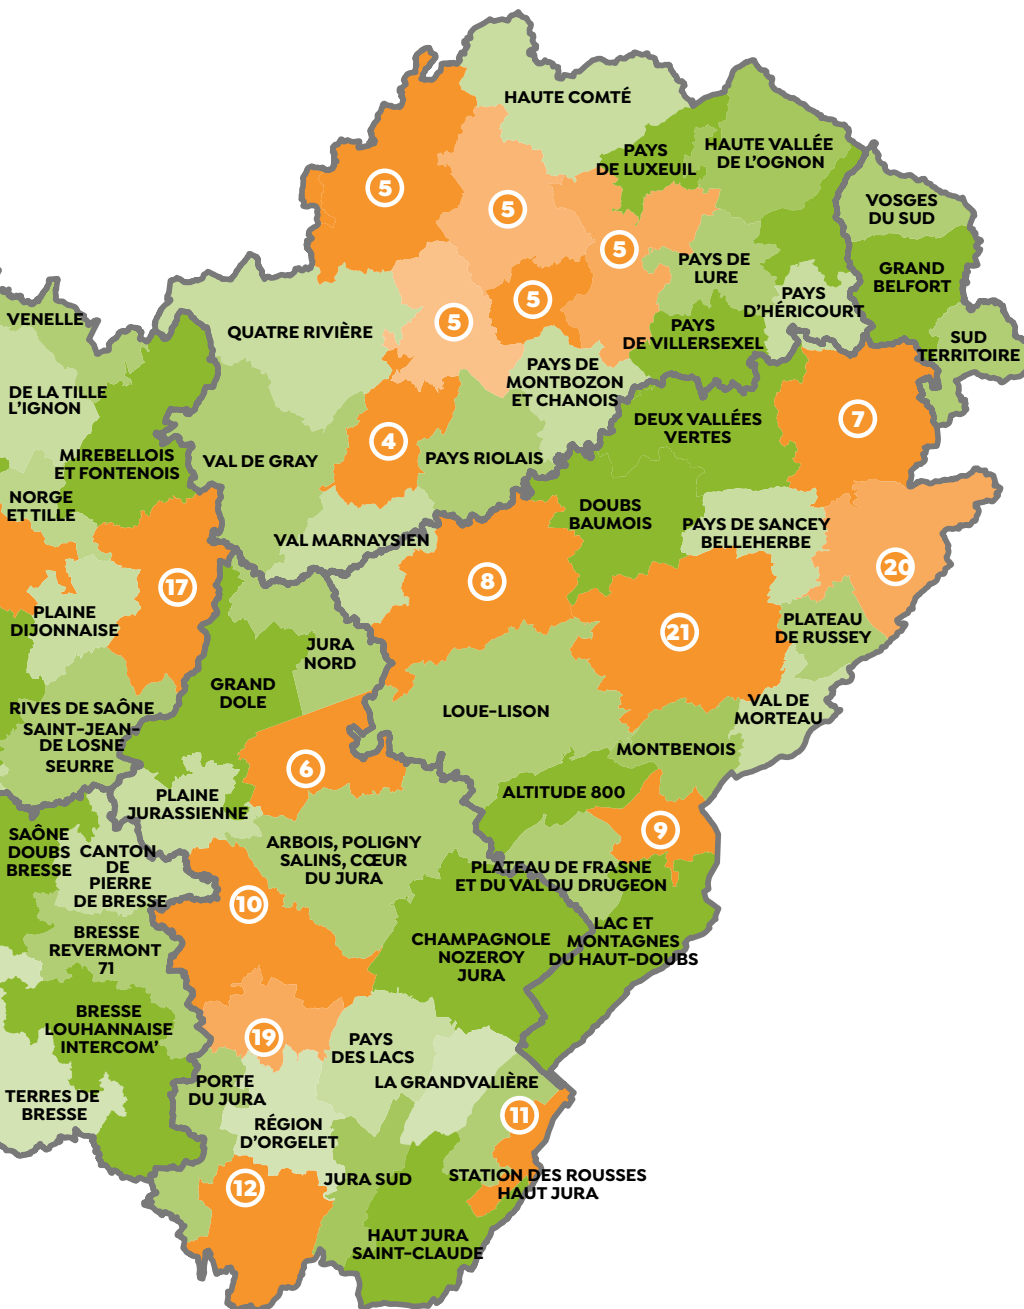 HAUTE COMTÉ
PAYS
DE LUXEUIL
HAUTE VALLÉE
DE L'OGNON
5
5
VOSGES
DU SUD
5
PAYS DE
LURE
GRAND
BELFORT
5
PAYS
D'HÉRICOURT
VENELLE
QUATRE RIVIÈRE
5
PAYS
DE VILLERSEXEL
SUD
TERRITOIRE
PAYS DE
MONTBOZON
ET CHANOIS
DE LA TILLE
L'IGNON
DEUX VALLÉES
VERTES
7
4
MIREBELLOIS
ET FONTENOIS
VAL DE GRAY
PAYS RIOLAIS
NORGE
ET TILLE
DOUBS
BAUMOIS
PAYS DE SANCEY
BELLEHERBE
VAL MARNAYSIEN
20
17
8
PLAINE
DIJONNAISE
21
PLATEAU
DE RUSSEY
JURA
NORD
GRAND
DOLE
RIVES DE SAÔNE
SAINT-JEAN-
DE LOSNE
SEURRE
LOUE-LISON
VAL DE
MORTEAU
MONTBENOIS
6
ALTITUDE 800
PLAINE
JURASSIENNE
9
SAÔNE
DOUBS
BRESSE
CANTON
DE
PIERRE
DE BRESSE
ARBOIS, POLIGNY
SALINS, CŒUR
DU JURA
PLATEAU DE FRASNE
ET DU VAL DU DRUGEON
10
BRESSE
REVERMONT
71
CHAMPAGNOLE
NOZEROY
JURA
LAC ET
MONTAGNES
DU HAUT-DOUBS
BRESSE
LOUHANNAISE
INTERCOM'
19
PAYS
DES LACS
TERRES DE
BRESSE
PORTE
DU JURA
LA GRANDVALIÈRE
RÉGION
D'ORGELET
11
12
JURA SUD
STATION DES ROUSSES
HAUT JURA
HAUT JURA
SAINT-CLAUDE